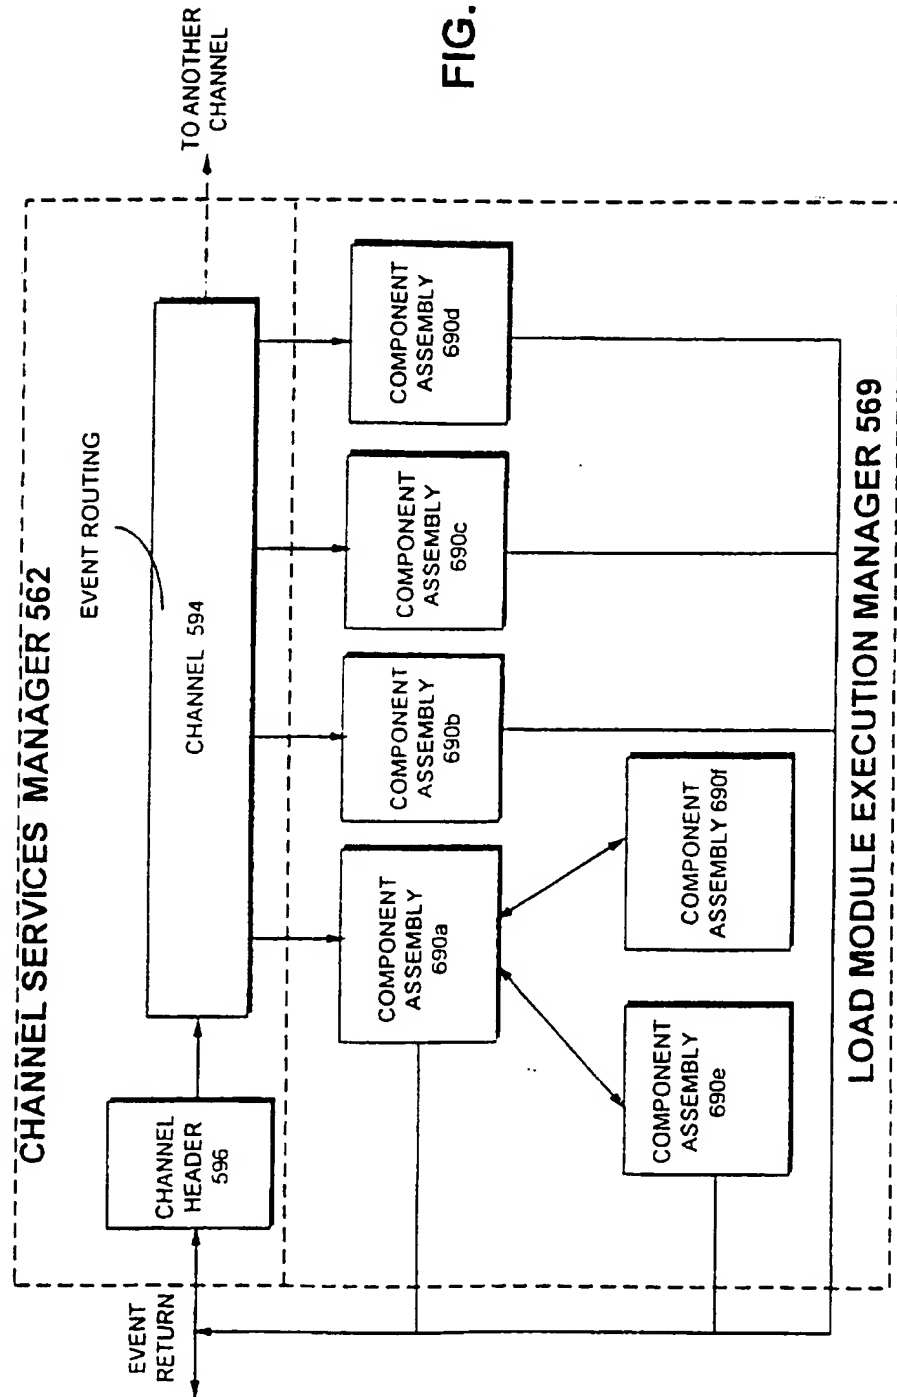 CHANNEL SERVICES MANAGER 562
EVENT
RETURN
CHANNEL
HEADER
596
EVENT ROUTING
CHANNEL 594
TO ANOTHER
CHANNEL
COMPONENT
ASSEMBLY
690a
COMPONENT
ASSEMBLY
690b
COMPONENT
ASSEMBLY
690c
COMPONENT
ASSEMBLY
690d
COMPONENT
ASSEMBLY
690e
COMPONENT
ASSEMBLY 690f
LOAD MODULE EXECUTION MANAGER 569
FIG.